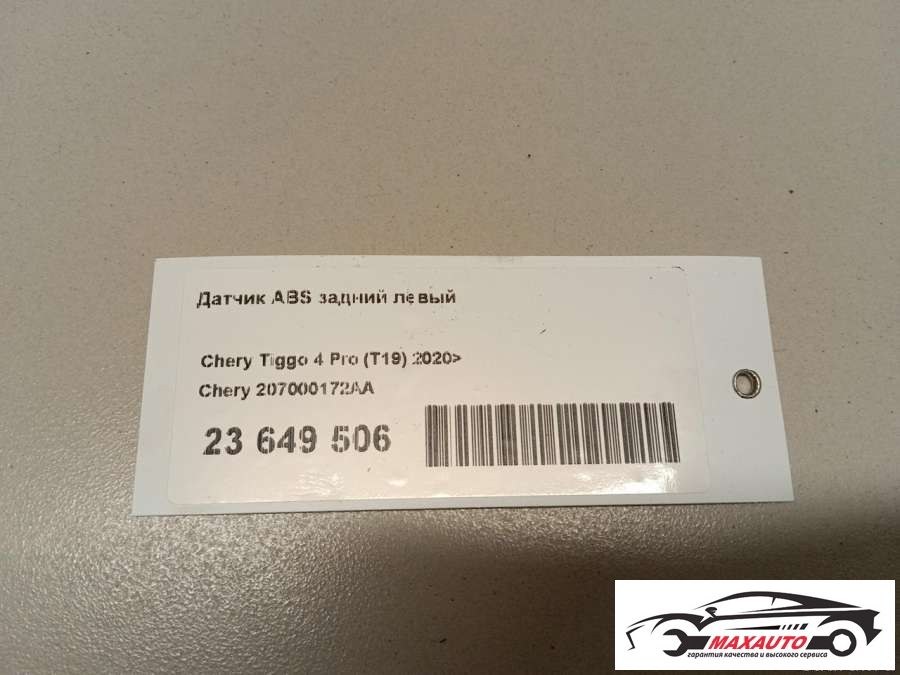 Датчик ABS задний левый
Chery Tiggo 4 Pro (T19) 2020>
Chery 207000172AA
23 649 506
MAXAUTO
гарантия качества и высокого сервиса